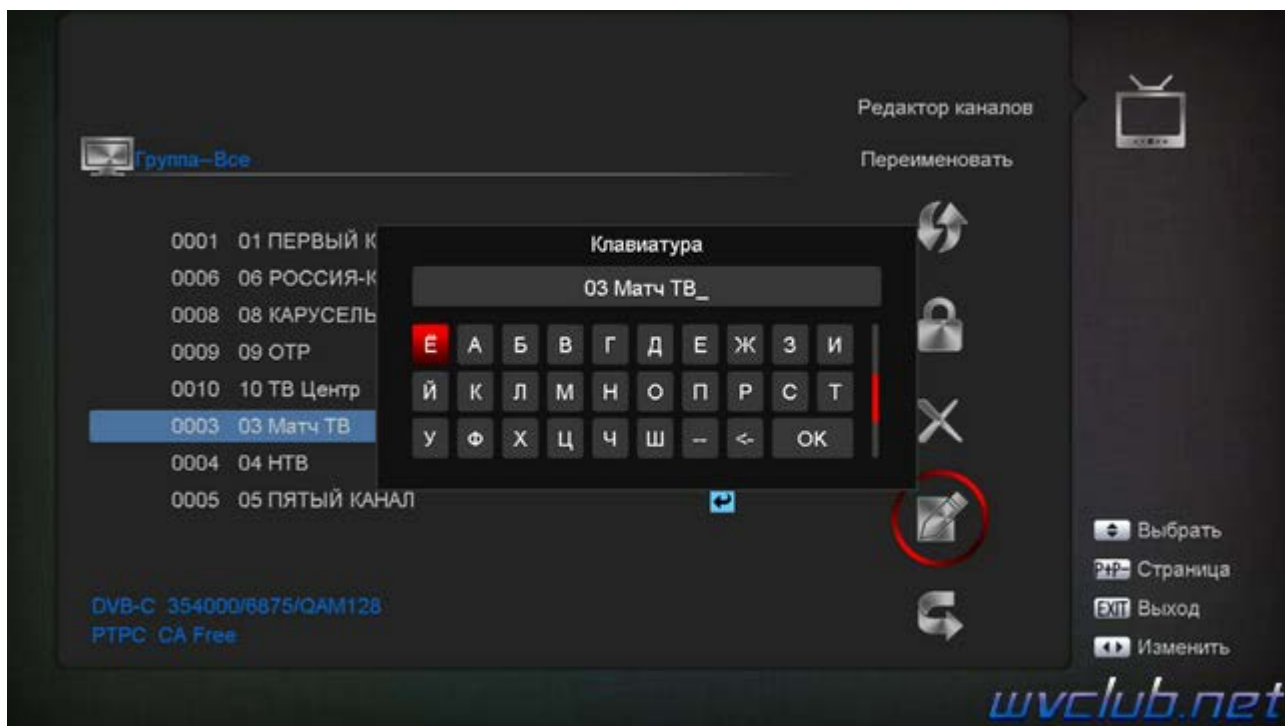 Редактор каналов
Группа–Все
Переименовать
0001 01 ПЕРВЫЙ К
0006 06 РОССИЯ-К
0008 08 КАРУСЕЛЬ
0009 09 ОТР
0010 10 ТВ Центр
0003 03 Матч ТВ
0004 04 НТВ
0005 05 ПЯТЫЙ КАНАЛ
Клавиатура
03 Матч ТВ_
Ё А Б В Г Д Е Ж З И
Й К Л М Н О П Р С Т
У Ф Х Ц Ч Ш -- <- OK
DVB-C 354000/6875/QAM128
РТРС CA Free
Выбрать
P+P- Страница
EXIT Выход
Изменить
wvclub.net